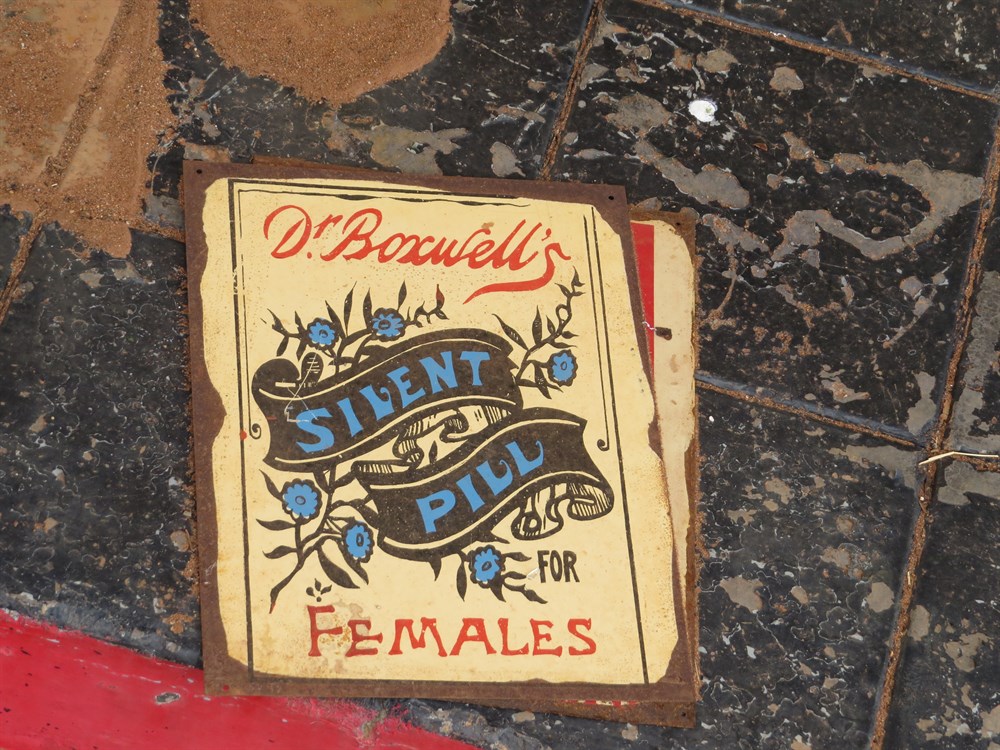 Dr. Boxwell's
SILENT
PILL
FOR
FEMALES